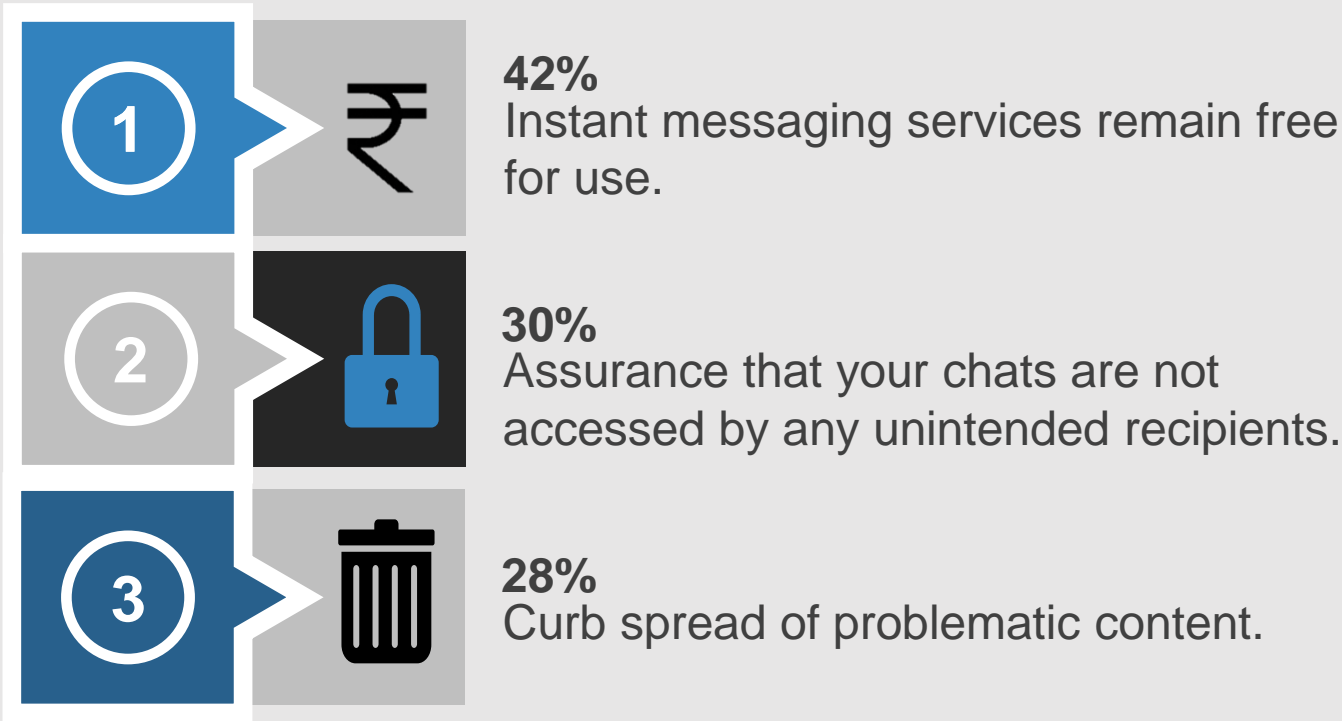 1
₹
42%
Instant messaging services remain free
for use.
2
30%
Assurance that your chats are not
accessed by any unintended recipients.
3
28%
Curb spread of problematic content.